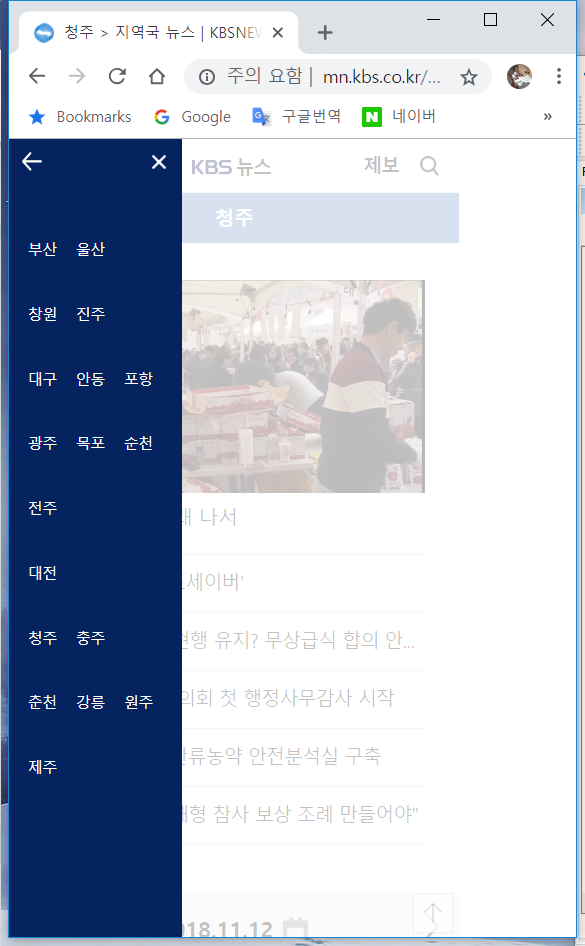 청주 > 지역국 뉴스 | KBSNEW
주의 요함 | mn.kbs.co.kr/...
Bookmarks Google 구글번역 네이버 »
KBS 뉴스 제보
청주
부산 울산
창원 진주
대구 안동 포항
광주 목포 순천
전주
나서
대전
세이버'
청주 충주
현행 유지? 무상급식 합의 안...
춘천 강릉 원주
의회 첫 행정사무감사 시작
제주
잔류농약 안전분석실 구축
대형 참사 보상 조례 만들어야"
018.11.12